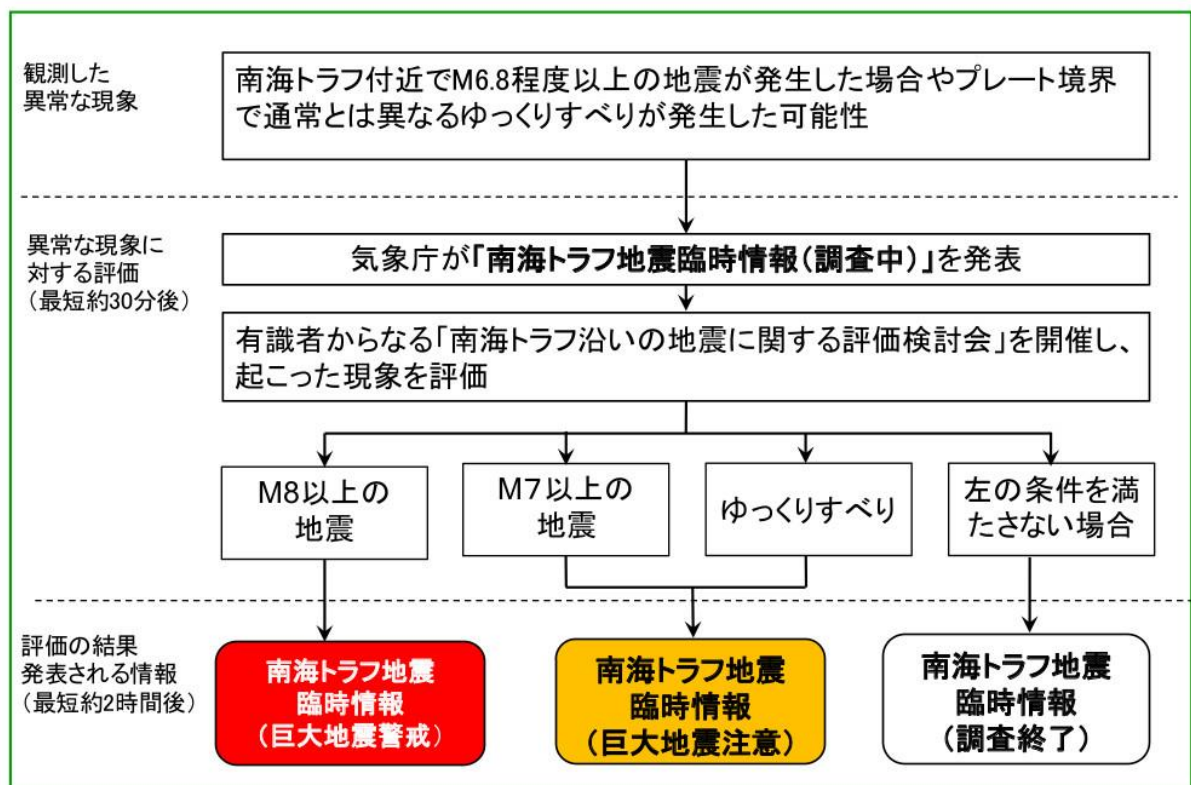 観測した
異常な現象
南海トラフ付近でM6.8程度以上の地震が発生した場合やプレート境界
で通常とは異なるゆっくりすべりが発生した可能性
異常な現象に
対する評価
（最短約30分後）
気象庁が「南海トラフ地震臨時情報（調査中）」を発表
有識者からなる「南海トラフ沿いの地震に関する評価検討会」を開催し、
起こった現象を評価
M8以上の
地震
M７以上の
地震
ゆっくりすべり
左の条件を満
たさない場合
評価の結果
発表される情報
（最短約2時間後）
南海トラフ地震
臨時情報
（巨大地震警戒）
南海トラフ地震
臨時情報
（巨大地震注意）
南海トラフ地震
臨時情報
（調査終了）